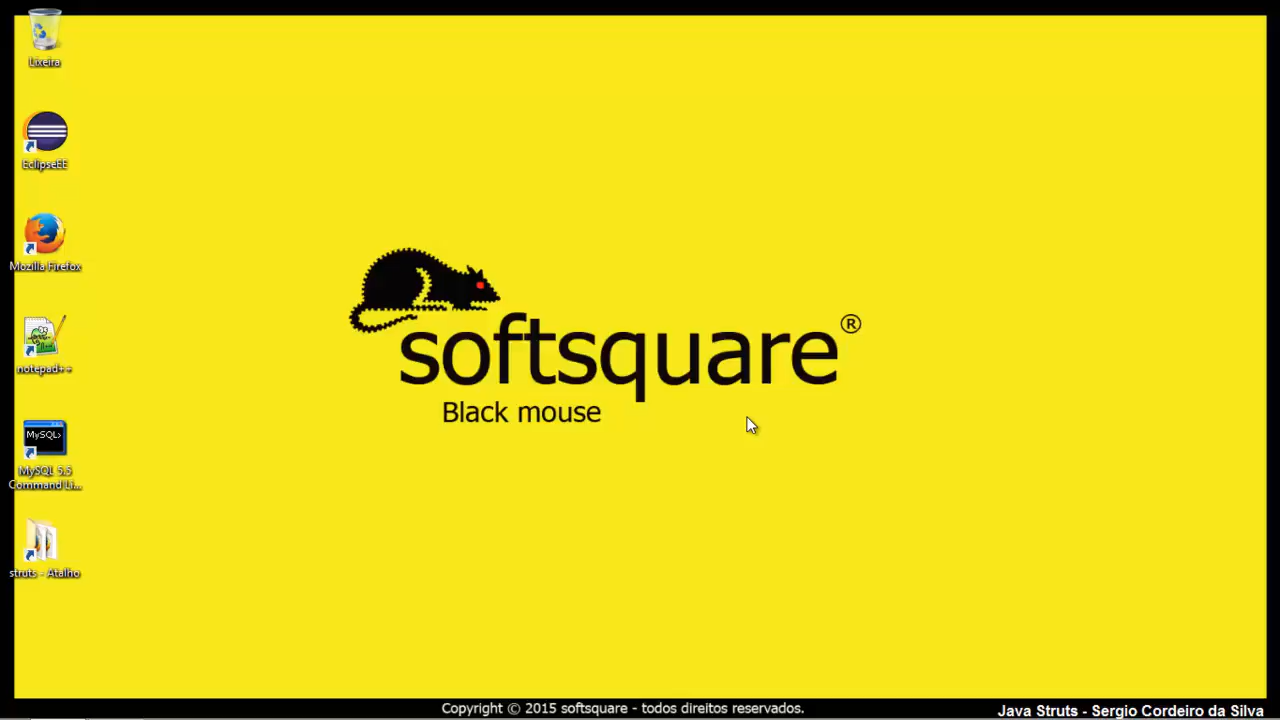 Lixeira
EclipseEE
Mozilla Firefox
notepad++
MySQL>
MySQL 5.5
Command Li...
struts - Atalho
softsquare®
Black mouse
Copyright © 2015 softsquare - todos direitos reservados.
Java Struts - Sergio Cordeiro da Silva